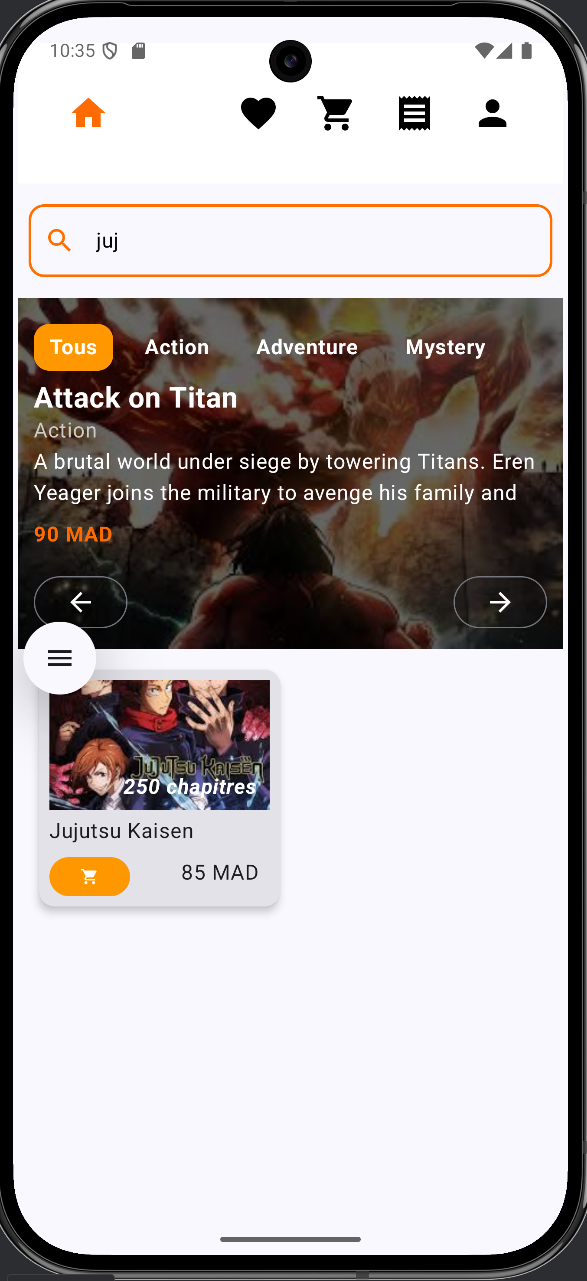 10:35
juj
Tous Action Adventure Mystery
Attack on Titan
Action
A brutal world under siege by towering Titans. Eren
Yeager joins the military to avenge his family and
90 MAD
JUJUTSU KAISEN
250 chapitres
Jujutsu Kaisen
85 MAD